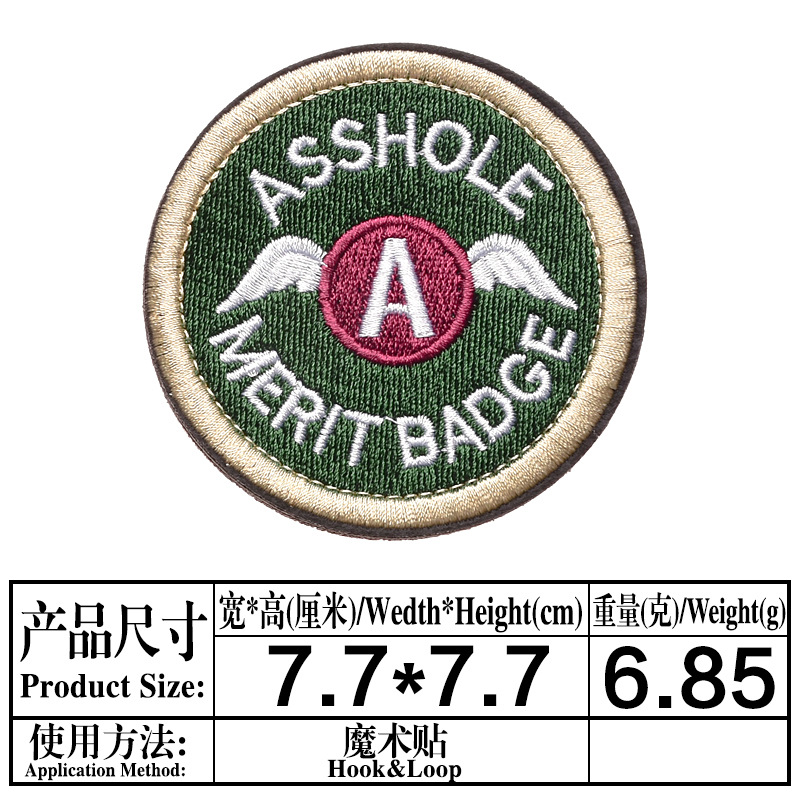 ASSHOLE
A
MERIT BADGE
产品尺寸
Product Size:
宽*高(厘米)/Wedth*Height(cm)
重量(克)/Weight(g)
7.7*7.7
6.85
使用方法:
Application Method:
魔术贴
Hook&Loop